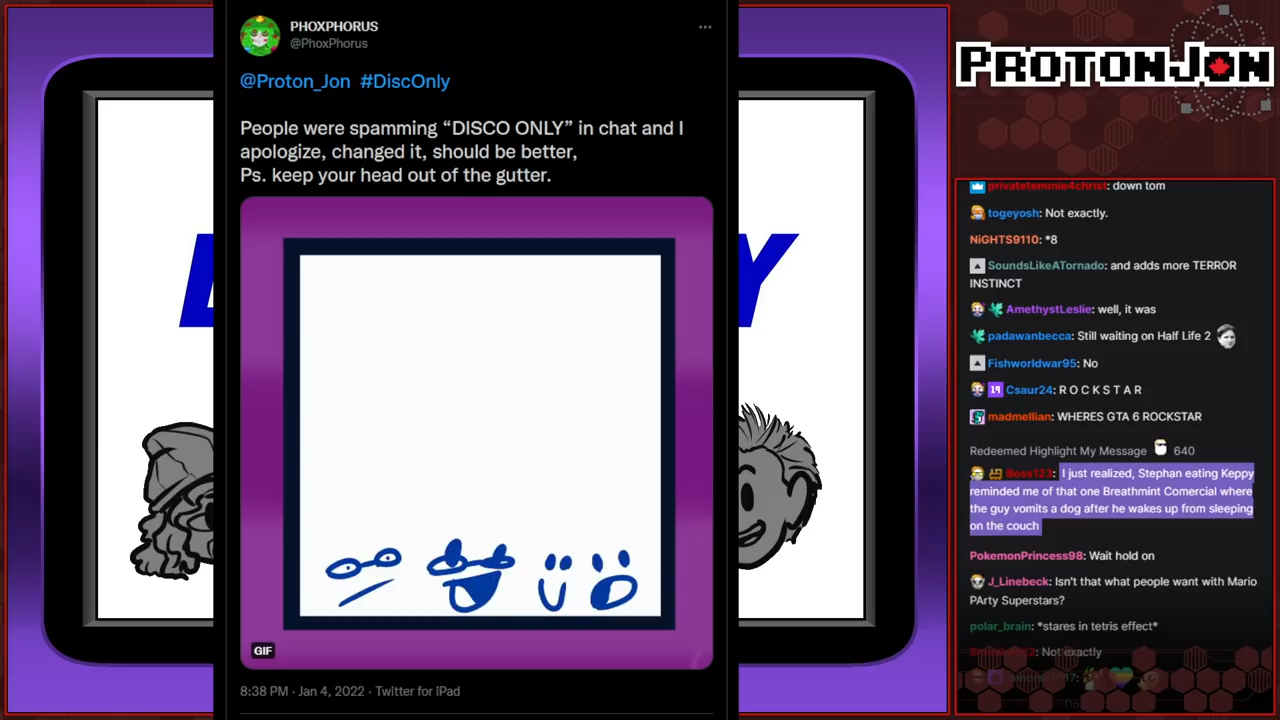 PHOXPHORUS
@PhoxPhorus
@Proton_Jon #DiscOnly
People were spamming “DISCO ONLY” in chat and I
apologize, changed it, should be better,
Ps. keep your head out of the gutter.
GIF
8:38 PM · Jan 4, 2022 · Twitter for iPad
Y
PROTONJON
privatetemmie4christ: down tom
togeyosh: Not exactly.
NiGHTS9110: *8
SoundsLikeATornado: and adds more TERROR
INSTINCT
AmethystLeslie: well, it was
padawanbecca: Still waiting on Half Life 2
Fishworldwar95: No
19 Csaur24: R O C K S T A R
madmellian: WHERES GTA 6 ROCKSTAR
Redeemed Highlight My Message 640
Boss123: I just realized, Stephan eating Keppy
reminded me of that one Breathmint Comercial where
the guy vomits a dog after he wakes up from sleeping
on the couch
PokemonPrincess98: Wait hold on
J_Linebeck: Isn't that what people want with Mario
PArty Superstars?
polar_brain: *stares in tetris effect*
Not exactly